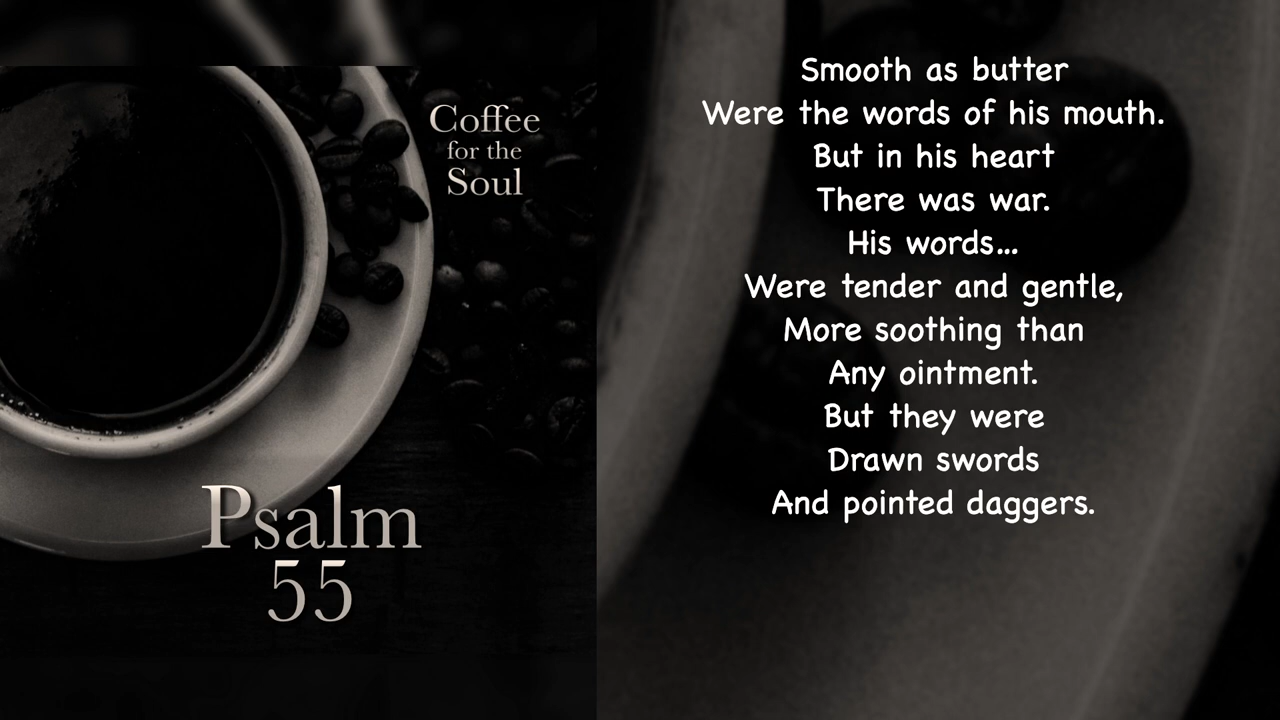 Coffee
for the
Soul
Psalm
55
Smooth as butter
Were the words of his mouth.
But in his heart
There was war.
His words...
Were tender and gentle,
More soothing than
Any ointment.
But they were
Drawn swords
And pointed daggers.